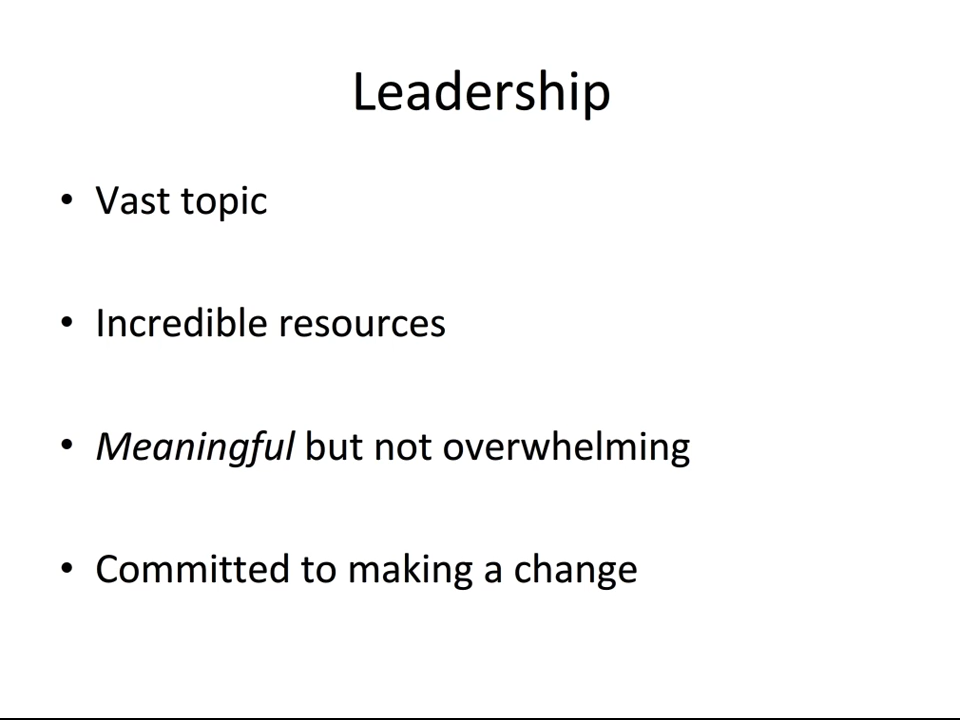 Leadership
• Vast topic
• Incredible resources
• Meaningful but not overwhelming
• Committed to making a change